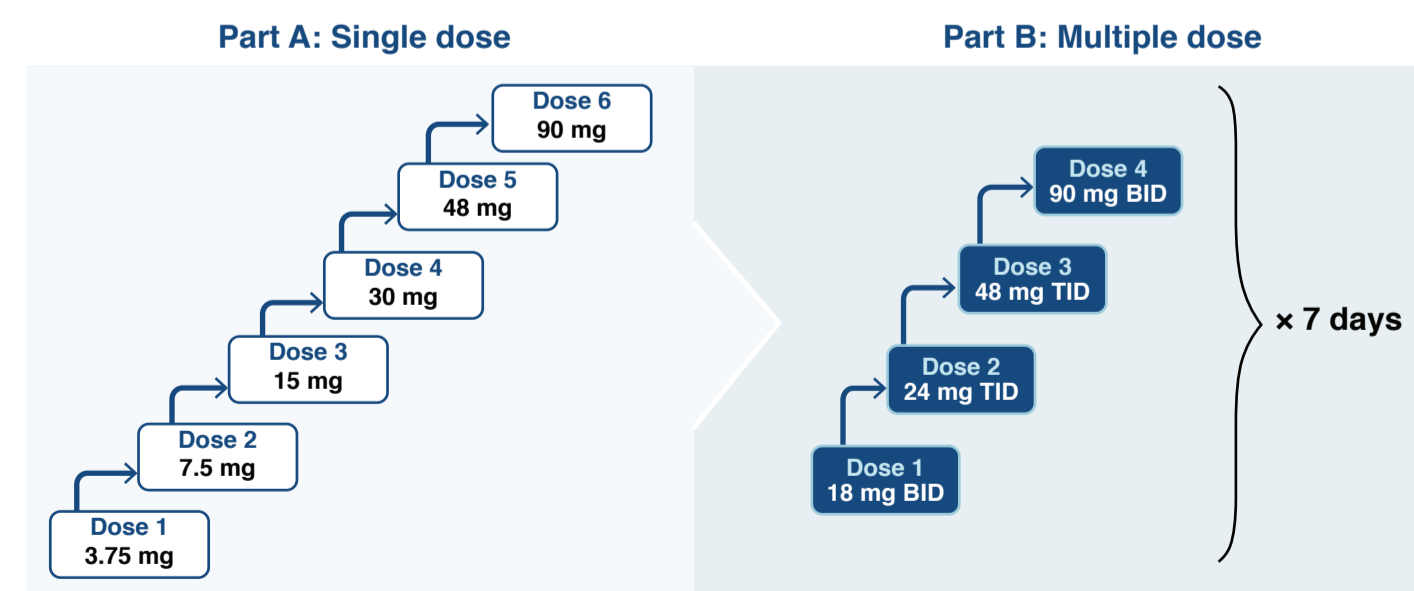 Part A: Single dose
Dose 6
90 mg
Dose 5
48 mg
Dose 4
30 mg
Dose 3
15 mg
Dose 2
7.5 mg
Dose 1
3.75 mg
Part B: Multiple dose
Dose 4
90 mg BID
Dose 3
48 mg TID
Dose 2
24 mg TID
Dose 1
18 mg BID
× 7 days